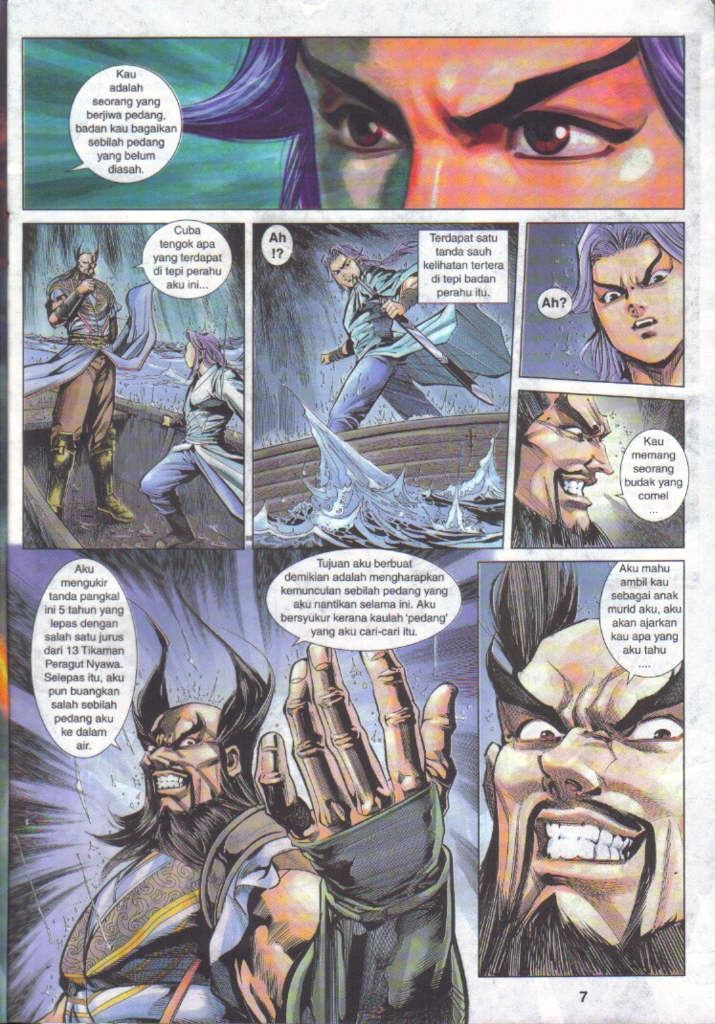 Kau
adalah
seorang yang
berjiwa pedang,
badan kau bagaikan
sebilah pedang
yang belum
diasah.
Cuba
tengok apa
yang terdapat
di tepi perahu
aku ini...
Ah
!?
Terdapat satu
tanda sauh
kelihatan tertera
di tepi badan
perahu itu.
Ah?
Kau
memang
seorang
budak yang
comel
...
Aku
mengukir
tanda pangkal
ini 5 tahun yang
lepas dengan
salah satu jurus
dari 13 Tikaman
Peragut Nyawa.
Selepas itu, aku
pun buangkan
salah sebilah
pedang aku
ke dalam
air.
Tujuan aku berbuat
demikian adalah mengharapkan
kemunculan sebilah pedang yang
aku nantikan selama ini. Aku
bersyukur kerana kaulah 'pedang'
yang aku cari-cari itu.
Aku mahu
ambil kau
sebagai anak
murid aku, aku
akan ajarkan
kau apa yang
aku tahu
....
7